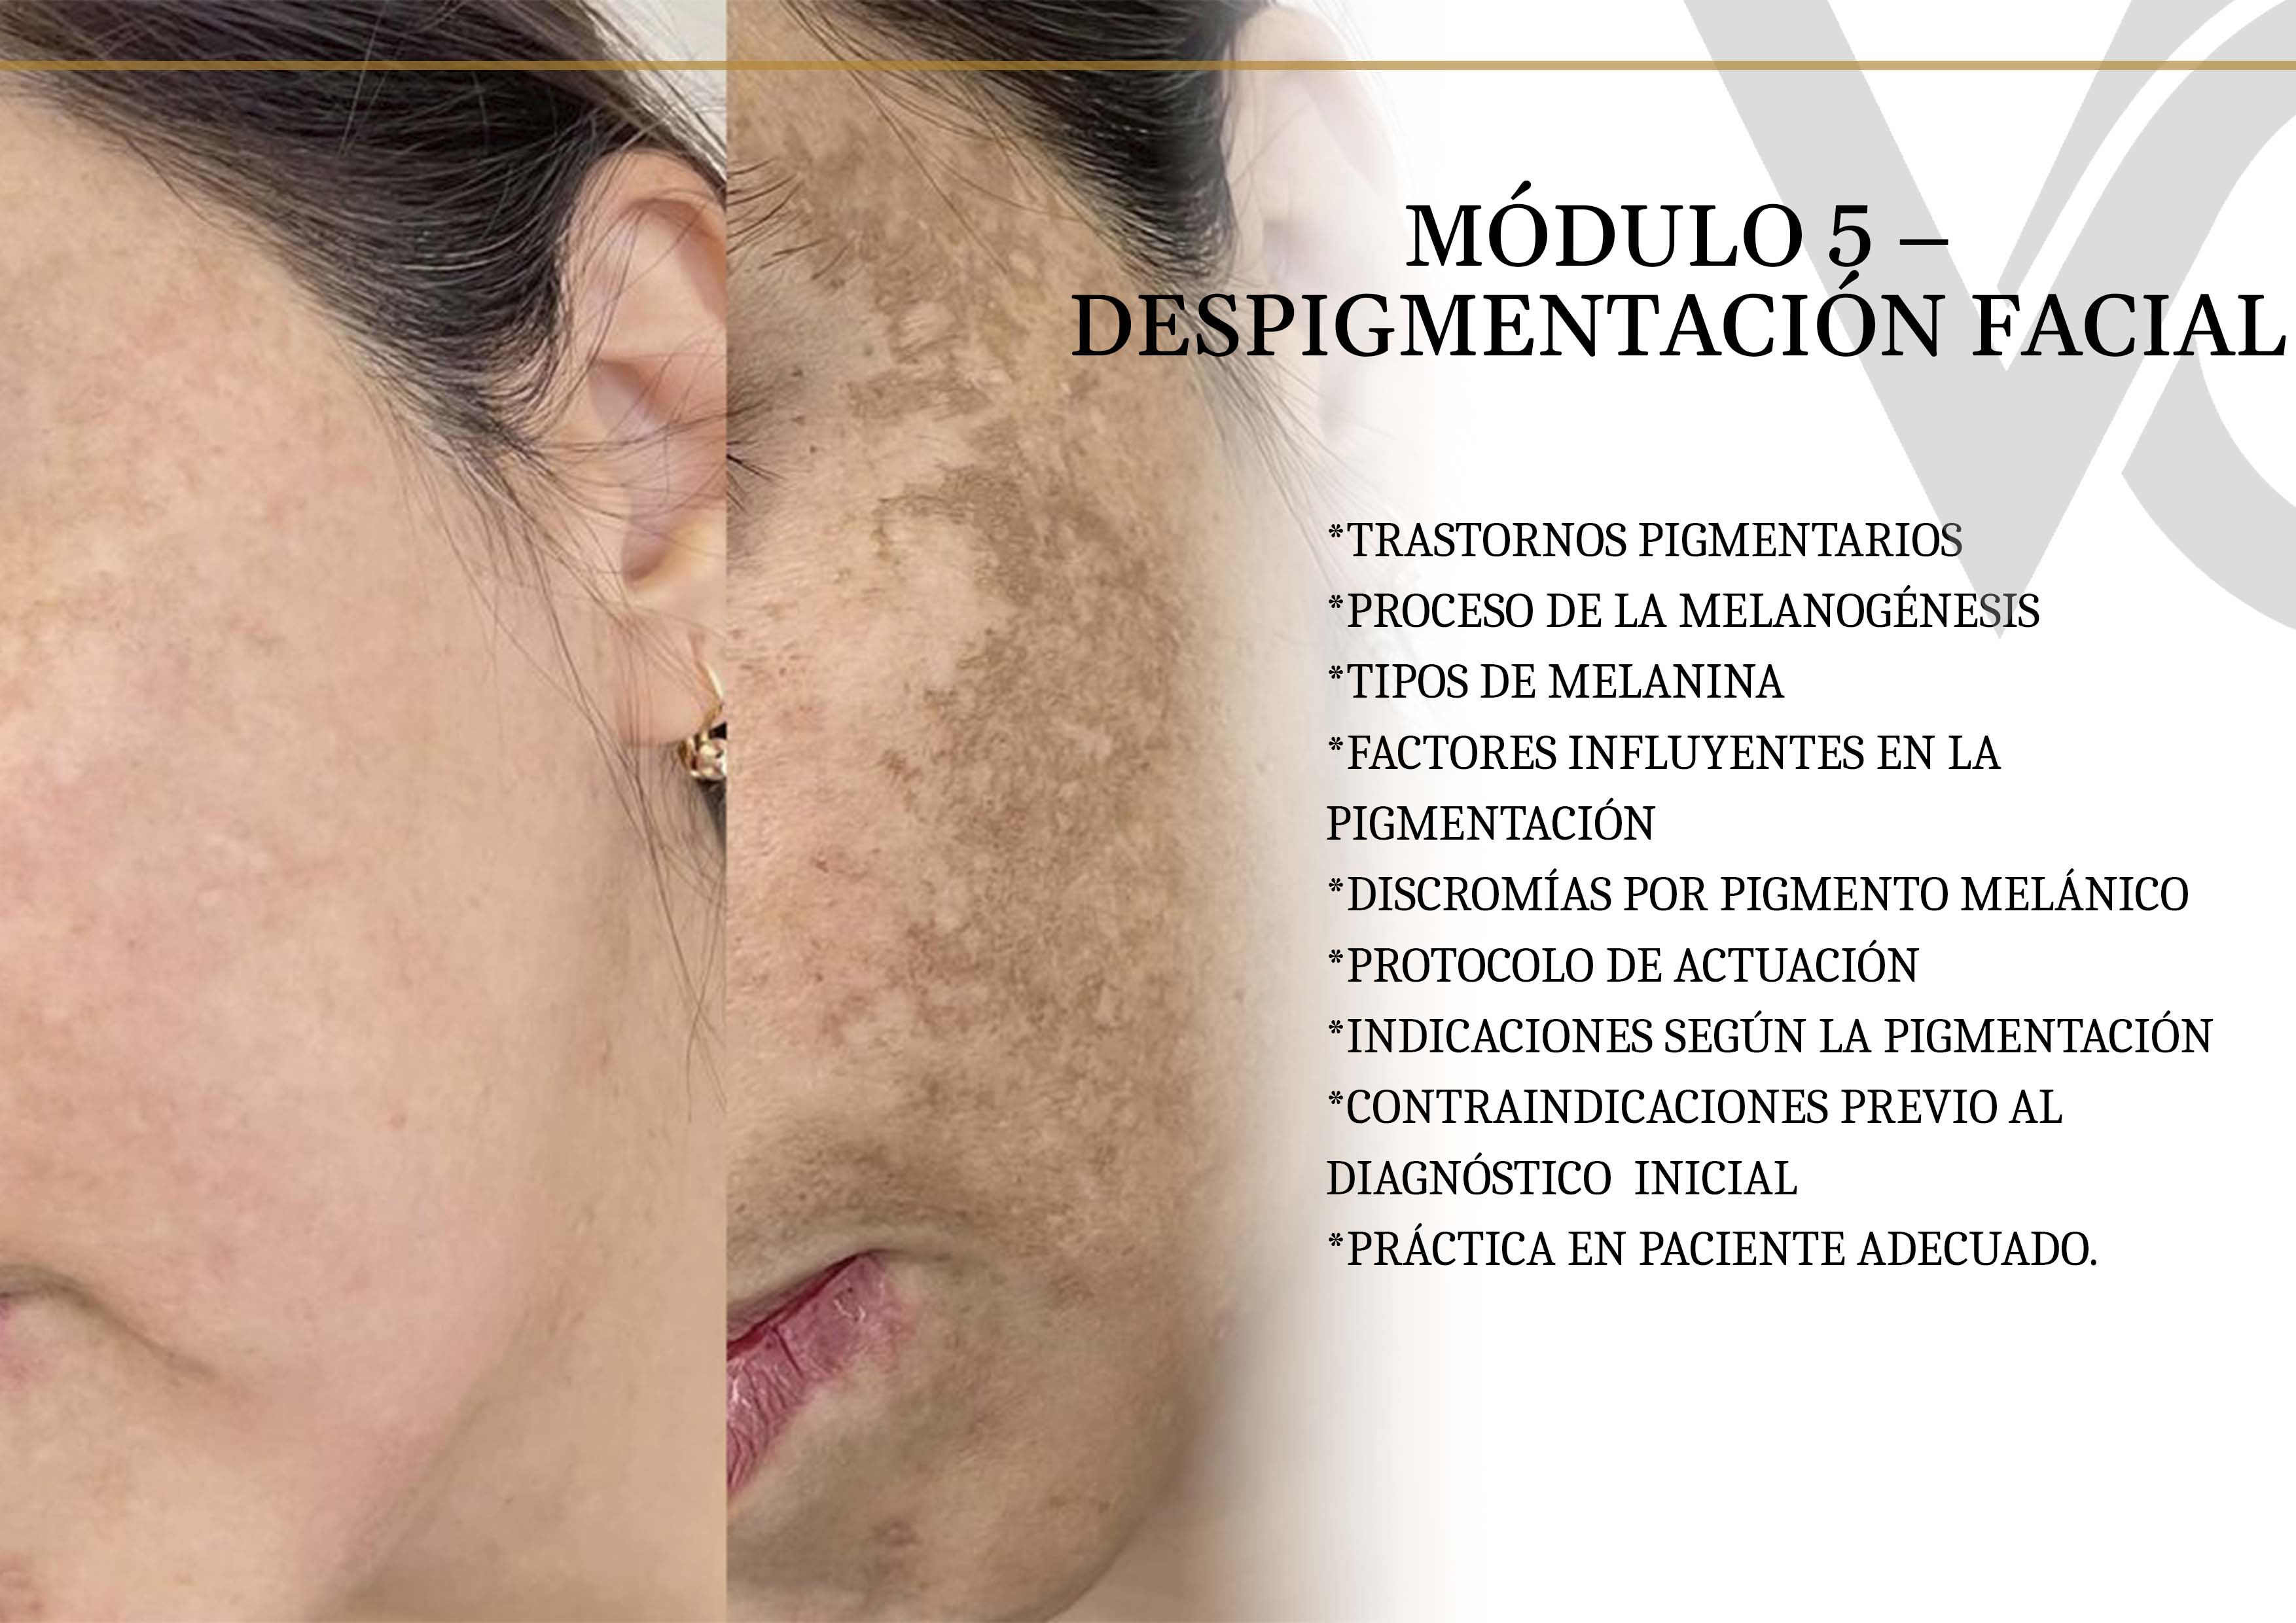 MÓDULO 5 –
DESPIGMENTACIÓN FACIAL
*TRASTORNOS PIGMENTARIOS
*PROCESO DE LA MELANOGÉNESIS
*TIPOS DE MELANINA
*FACTORES INFLUYENTES EN LA
PIGMENTACIÓN
*DISCROMÍAS POR PIGMENTO MELÁNICO
*PROTOCOLO DE ACTUACIÓN
*INDICACIONES SEGÚN LA PIGMENTACIÓN
*CONTRAINDICACIONES PREVIO AL
DIAGNÓSTICO  INICIAL
*PRÁCTICA EN PACIENTE ADECUADO.